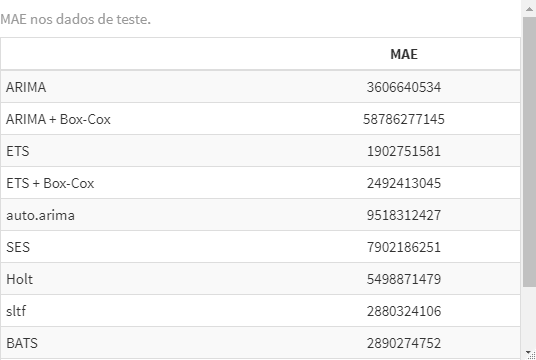 MAE nos dados de teste.
MAE
ARIMA 3606640534
ARIMA + Box-Cox 58786277145
ETS 1902751581
ETS + Box-Cox 2492413045
auto.arima 9518312427
SES 7902186251
Holt 5498871479
sltf 2880324106
BATS 2890274752